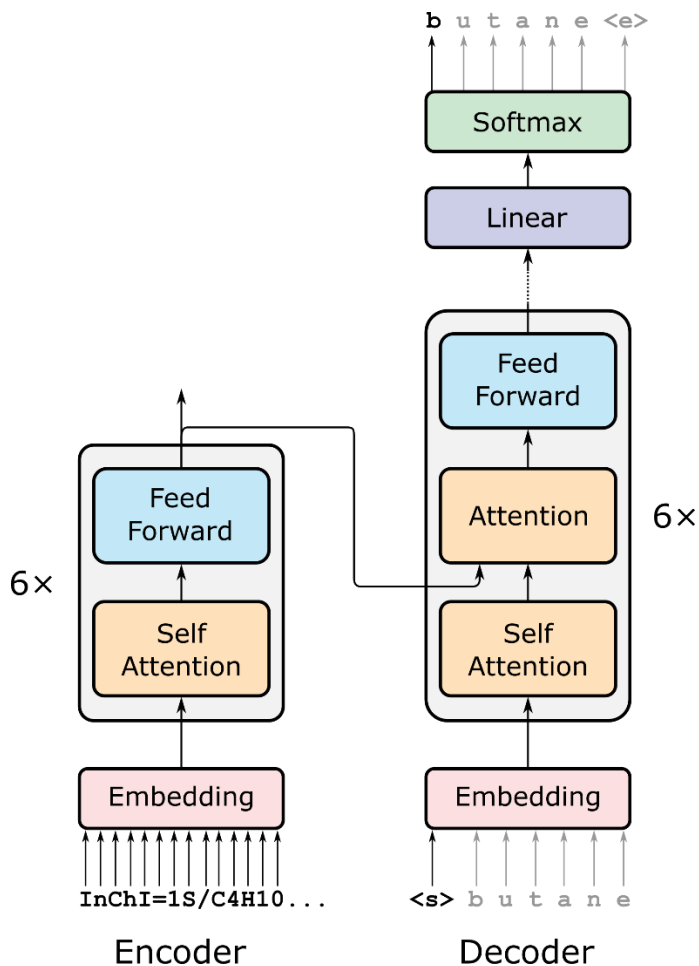 b u t a n e <e>
Softmax
Linear
Feed
Forward
Attention
Self
Attention
6×
Embedding
<s> b u t a n e
Decoder
Feed
Forward
Self
Attention
6×
Embedding
InChI=1S/C4H10...
Encoder